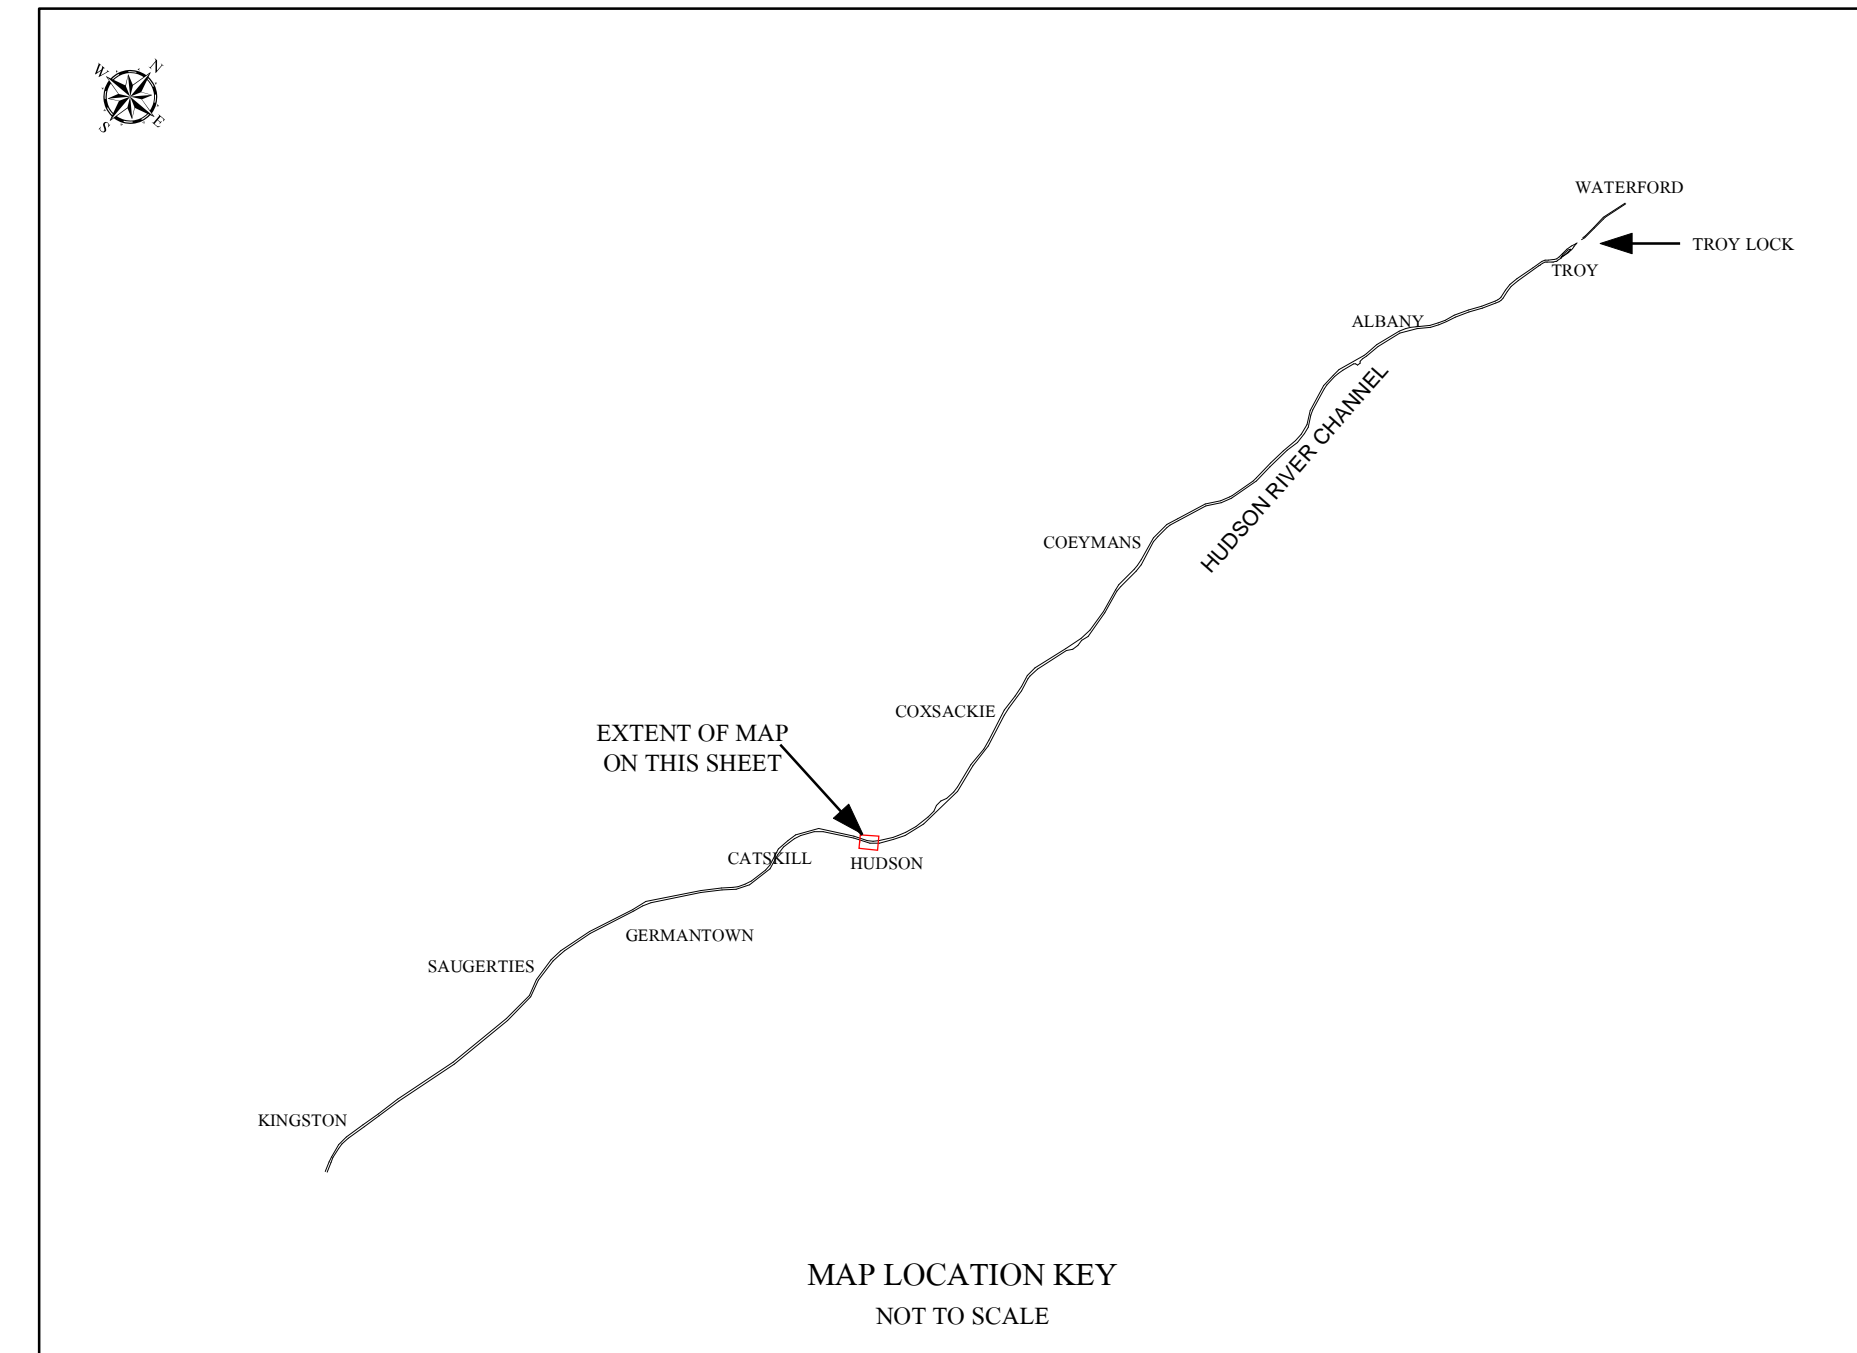 W
N
S
E
WATERFORD
TROY LOCK
TROY
ALBANY
HUDSON RIVER CHANNEL
COEYMANS
COXSACKIE
EXTENT OF MAP
ON THIS SHEET
CATSKILL
HUDSON
GERMANTOWN
SAUGERTIES
KINGSTON
MAP LOCATION KEY
NOT TO SCALE